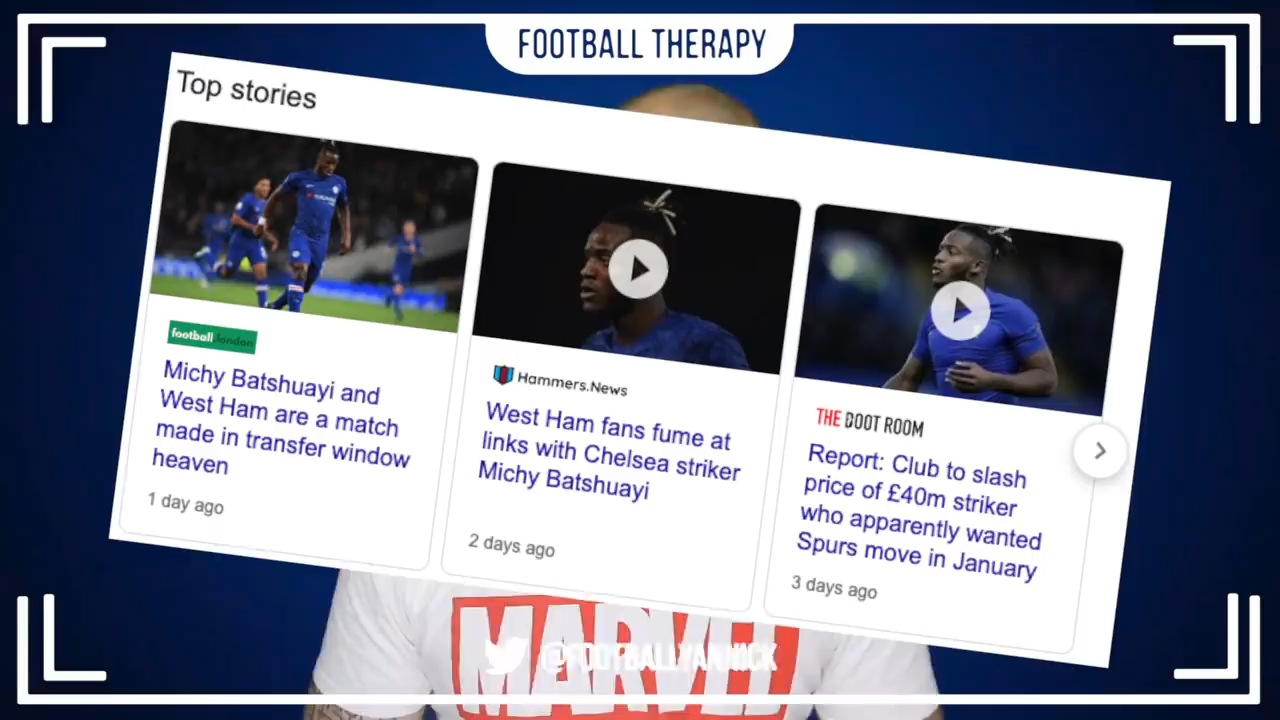 FOOTBALL THERAPY
Top stories
football.london
Michy Batshuayi and
West Ham are a match
made in transfer window
heaven
1 day ago
Hammers.News
West Ham fans fume at
links with Chelsea striker
Michy Batshuayi
2 days ago
THE BOOT ROOM
Report: Club to slash
price of £40m striker
who apparently wanted
Spurs move in January
3 days ago
MARVEL
@FOOTBALLYANNICK